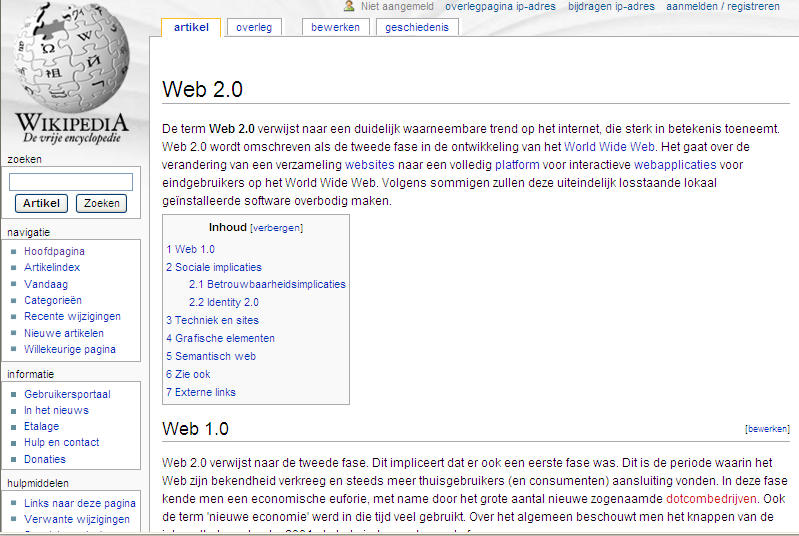 Niet aangemeld overlegpagina ip-adres bijdragen ip-adres aanmelden / registreren
artikel overleg bewerken geschiedenis
WIKIPEDIA
De vrije encyclopedie
zoeken
Artikel Zoeken
navigatie
Hoofdpagina
Artikelindex
Vandaag
Categorieën
Recente wijzigingen
Nieuwe artikelen
Willekeurige pagina
informatie
Gebruikersportaal
In het nieuws
Etalage
Hulp en contact
Donaties
hulpmiddelen
Links naar deze pagina
Verwante wijzigingen
Web 2.0
De term Web 2.0 verwijst naar een duidelijk waarneembare trend op het internet, die sterk in betekenis toeneemt.
Web 2.0 wordt omschreven als de tweede fase in de ontwikkeling van het World Wide Web. Het gaat over de
verandering van een verzameling websites naar een volledig platform voor interactieve webapplicaties voor
eindgebruikers op het World Wide Web. Volgens sommigen zullen deze uiteindelijk losstaande lokaal
geïnstalleerde software overbodig maken.
Inhoud [verbergen]
1 Web 1.0
2 Sociale implicaties
2.1 Betrouwbaarheidsimplicaties
2.2 Identity 2.0
3 Techniek en sites
4 Grafische elementen
5 Semantisch web
6 Zie ook
7 Externe links
Web 1.0 [bewerken]
Web 2.0 verwijst naar de tweede fase. Dit impliceert dat er ook een eerste fase was. Dit is de periode waarin het
Web zijn bekendheid verkreeg en steeds meer thuisgebruikers (en consumenten) aansluiting vonden. In deze fase
kende men een economische euforie, met name door het grote aantal nieuwe zogenaamde dotcombedrijven. Ook
de term 'nieuwe economie' werd in die tijd veel gebruikt. Over het algemeen beschouwt men het knappen van de